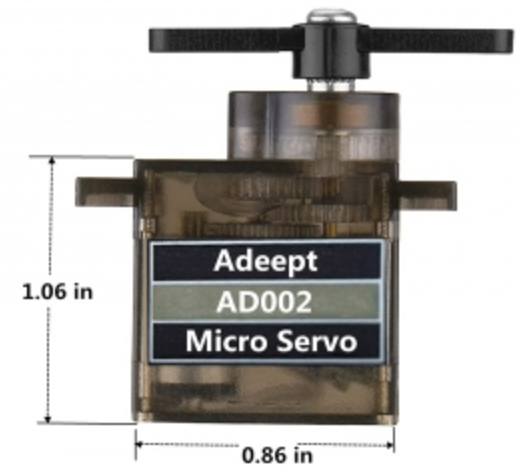 1.06 in
Adeept
AD002
Micro Servo
0.86 in